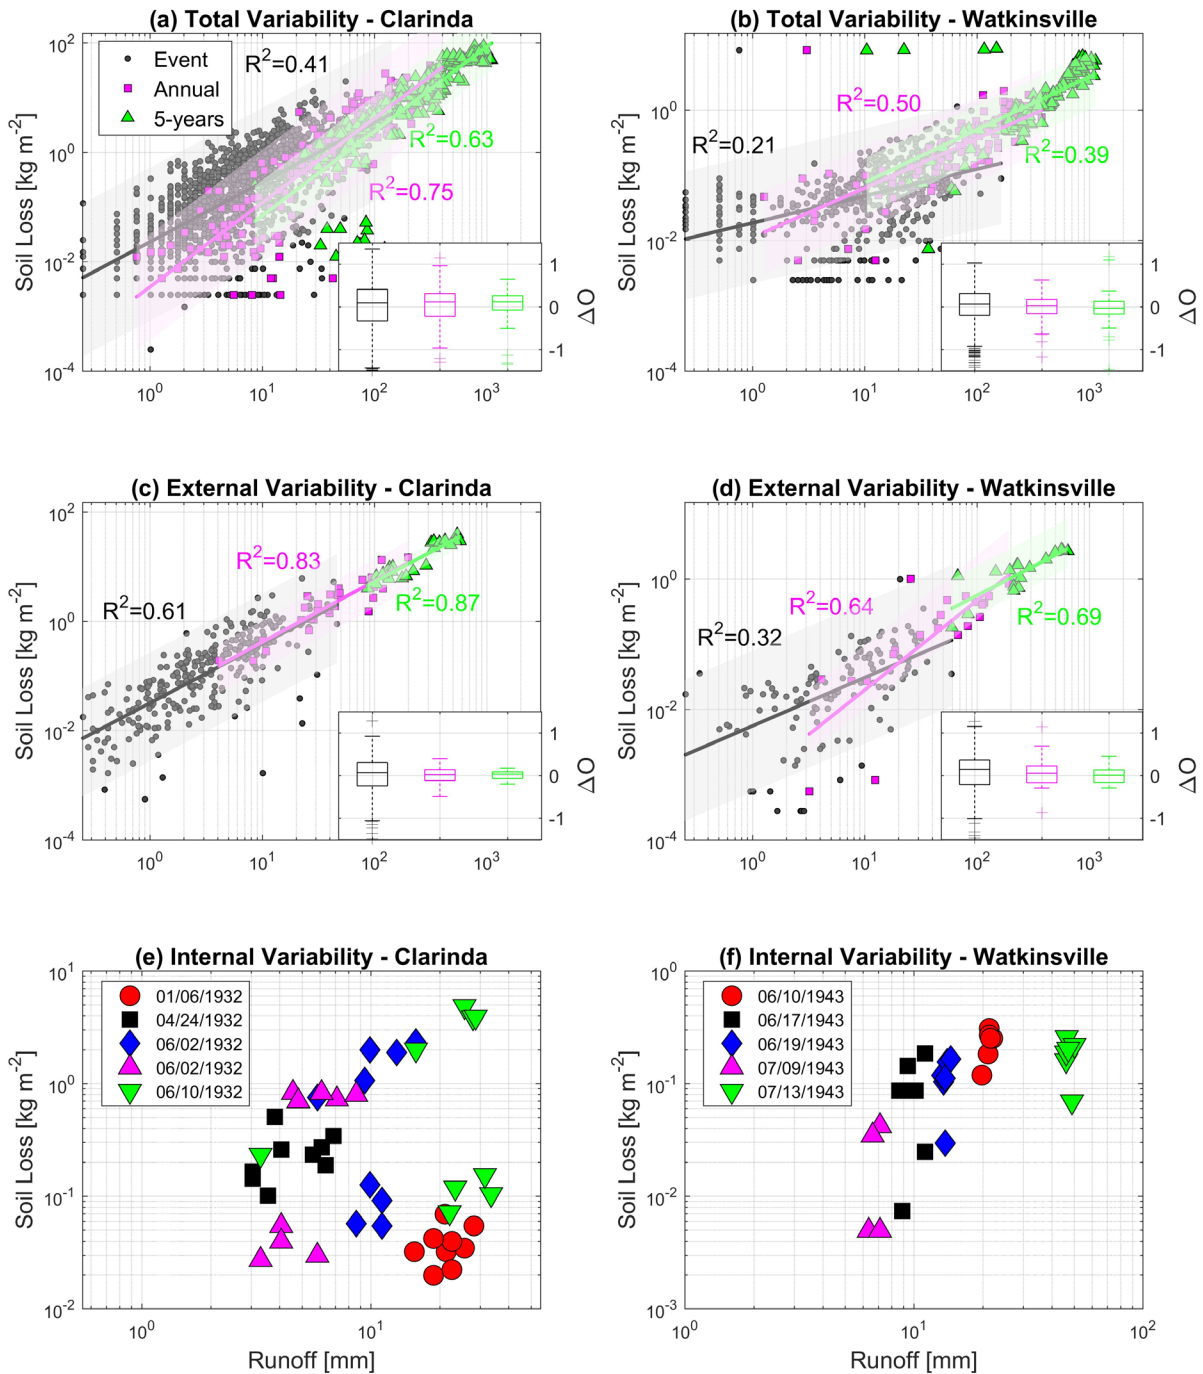 (a) Total Variability - Clarinda
10²
10⁰
10⁻²
10⁻⁴
Soil Loss [kg m⁻²]
Event
Annual
5-years
R²=0.41
R²=0.63
R²=0.75
1
0
-1
ΔO
10⁰
10¹
10²
10³
(b) Total Variability - Watkinsville
10⁰
10⁻²
10⁻⁴
Soil Loss [kg m⁻²]
R²=0.50
R²=0.21
R²=0.39
1
0
-1
ΔO
10⁰
10¹
10²
10³
(c) External Variability - Clarinda
10²
10⁰
10⁻²
10⁻⁴
Soil Loss [kg m⁻²]
R²=0.83
R²=0.61
R²=0.87
1
0
-1
ΔO
10⁰
10¹
10²
10³
(d) External Variability - Watkinsville
10⁰
10⁻²
10⁻⁴
Soil Loss [kg m⁻²]
R²=0.64
R²=0.32
R²=0.69
1
0
-1
ΔO
10⁰
10¹
10²
10³
(e) Internal Variability - Clarinda
10¹
10⁰
10⁻¹
10⁻²
Soil Loss [kg m⁻²]
01/06/1932
04/24/1932
06/02/1932
06/02/1932
06/10/1932
10⁰
10¹
Runoff [mm]
(f) Internal Variability - Watkinsville
10⁰
10⁻¹
10⁻²
10⁻³
Soil Loss [kg m⁻²]
06/10/1943
06/17/1943
06/19/1943
07/09/1943
07/13/1943
10⁰
10¹
10²
Runoff [mm]